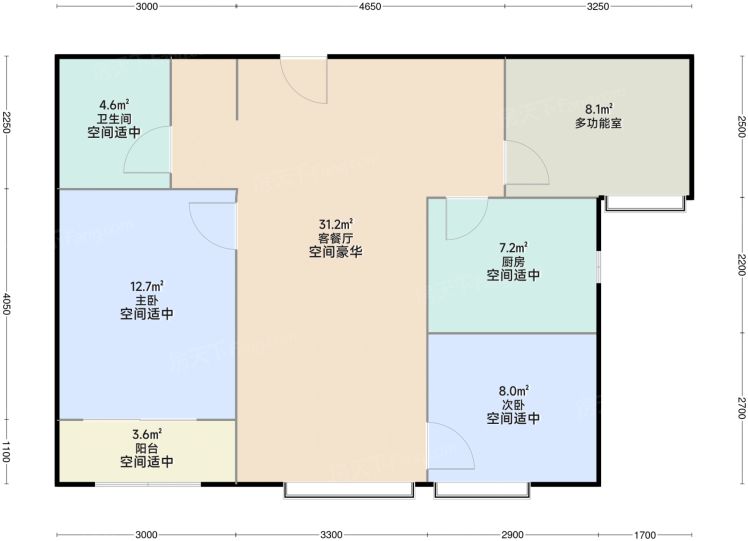 3000
4650
3250
4.6㎡
卫生间
空间适中
8.1㎡
多功能室
2250
2500
31.2㎡
客餐厅
空间豪华
7.2㎡
厨房
空间适中
2200
12.7㎡
主卧
空间适中
4050
8.0㎡
次卧
空间适中
2700
3.6㎡
阳台
空间适中
1100
3000
3300
2900
1700